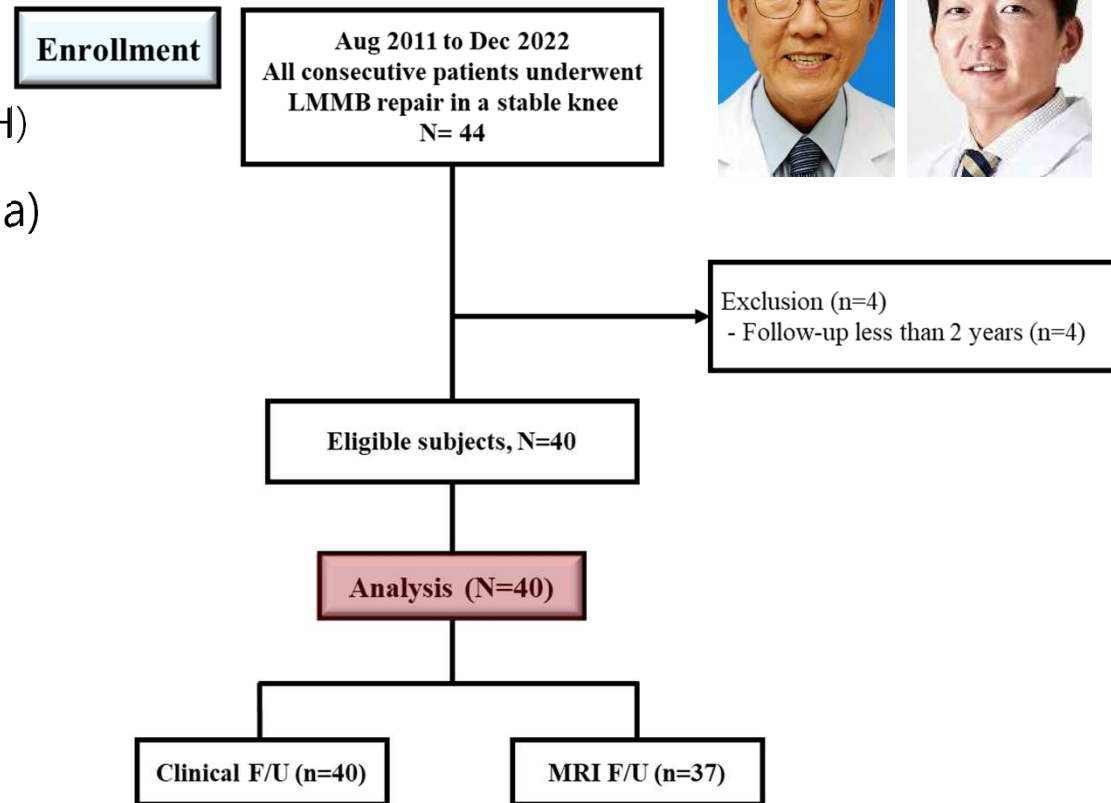 Enrollment
Aug 2011 to Dec 2022
All consecutive patients underwent
LMMB repair in a stable knee
N= 44
H)
a)
Exclusion (n=4)
- Follow-up less than 2 years (n=4)
Eligible subjects, N=40
Analysis (N=40)
Clinical F/U (n=40)
MRI F/U (n=37)